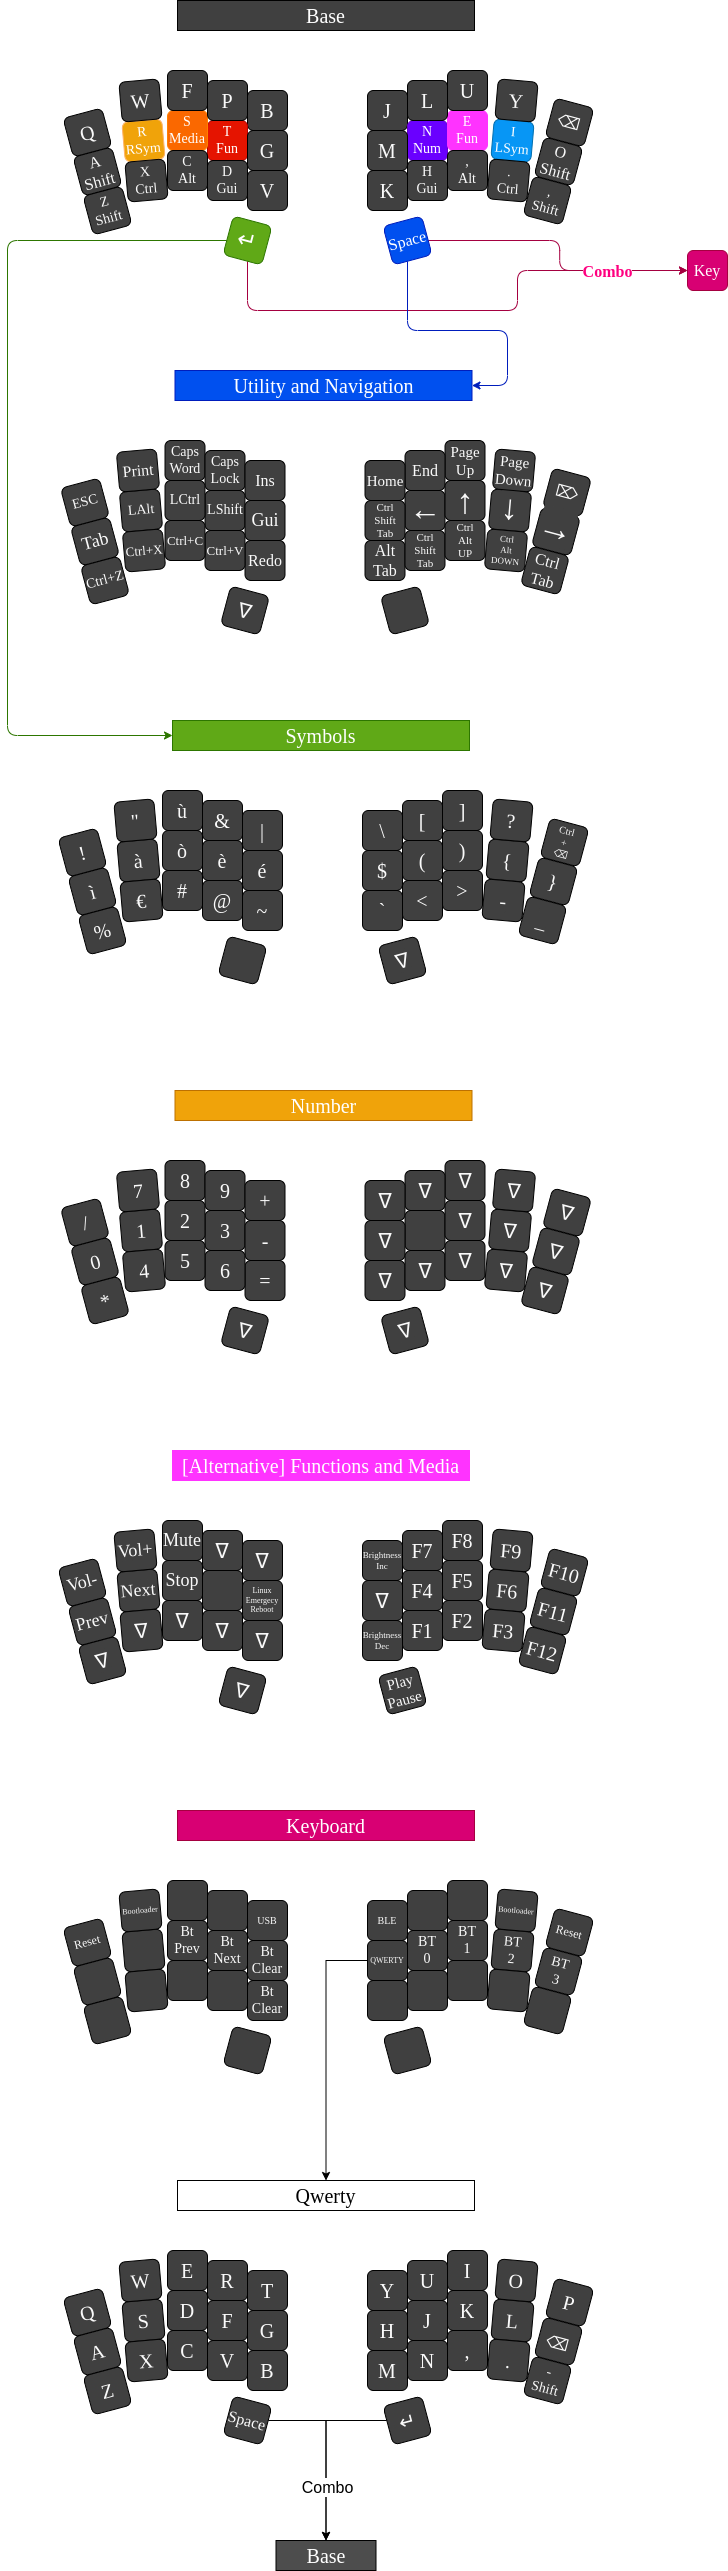 Base
Q W F P B J L U Y ⌫
A Shift R RSym S Media T Fun G M N Num E Fun I LSym O Shift
Z Shift X Ctrl C Alt D Gui V K H Gui , Alt . Ctrl , Shift
↵ Space
Combo Key
Utility and Navigation
ESC Print Caps Word Caps Lock Ins Home End Page Up Page Down ⌦
Tab LAlt LCtrl LShift Gui Ctrl Shift Tab ← ↑ ↓ →
Ctrl+Z Ctrl+X Ctrl+C Ctrl+V Redo Alt Tab Ctrl Shift Tab Ctrl Alt UP Ctrl Alt DOWN Ctrl Tab
∇
Symbols
! " ù & | \ [ ] ? Ctrl + ⌫
ì à ò è é $ ( ) { }
% € # @ ~ ` < > - _
∇
Number
/ 7 8 9 + ∇ ∇ ∇ ∇ ∇
0 1 2 3 - ∇ ∇ ∇ ∇
* 4 5 6 = ∇ ∇ ∇ ∇ ∇
∇ ∇
[Alternative] Functions and Media
Vol- Vol+ Mute ∇ ∇ Brightness Inc F7 F8 F9 F10
Prev Next Stop Linux Emergecy Reboot ∇ F4 F5 F6 F11
∇ ∇ ∇ ∇ ∇ Brightness Dec F1 F2 F3 F12
∇ Play Pause
Keyboard
Reset Bootloader USB BLE Bootloader Reset
Bt Prev Bt Next Bt Clear QWERTY BT 0 BT 1 BT 2 BT 3
Bt Clear
Qwerty
Q W E R T Y U I O P
A S D F G H J K L ⌫
Z X C V B M N , . - Shift
Space ↵
Combo
Base